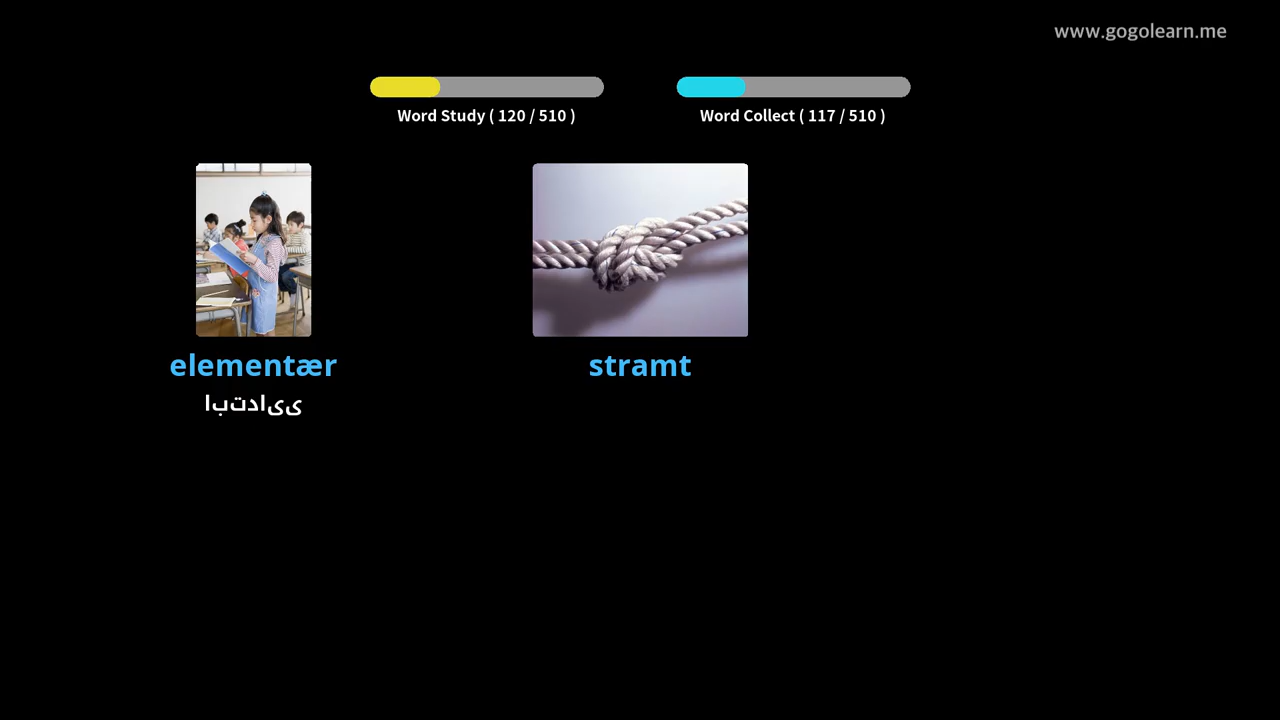 www.gogolearn.me
Word Study ( 120 / 510 )
Word Collect ( 117 / 510 )
elementær
stramt
ابتدایی